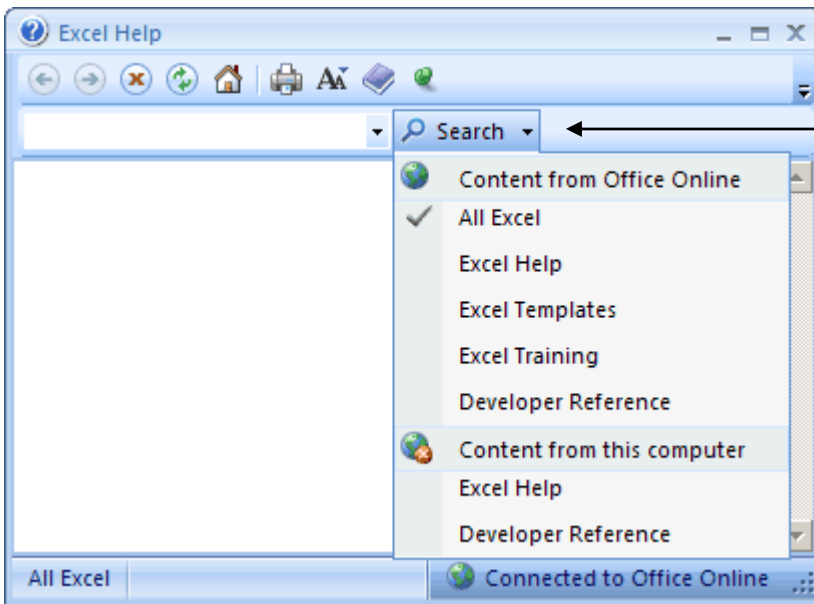 Excel Help
Search
Content from Office Online
All Excel
Excel Help
Excel Templates
Excel Training
Developer Reference
Content from this computer
Excel Help
Developer Reference
All Excel
Connected to Office Online